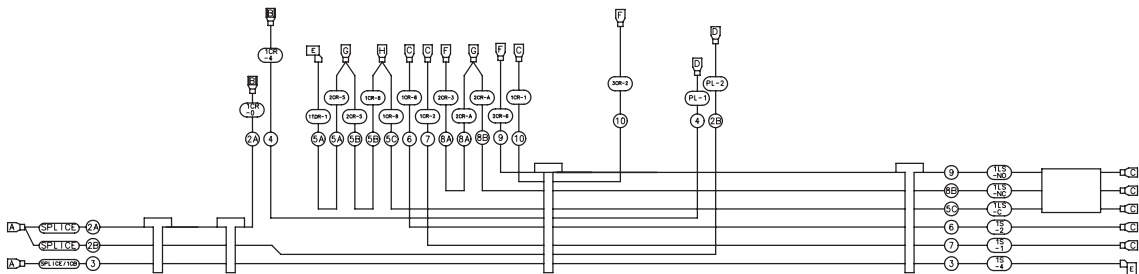 B
F
D
1CR
-4
E
G
H
C
C
F
G
F
C
D
B
3CR-2
PL-2
PL-1
1CR
-0
1TDR-1
2CR-5
2CR-5
1CR-8
1CR-8
1CR-6
1CR-2
2CR-3
2CR-A
2CR-A
2CR-6
1CR-1
10
4
2B
2A
4
5A
5A
5B
5B
5C
6
7
8A
8A
8B
9
10
9
1LS
-NO
C
8B
1LS
-NC
C
5C
1LS
-C
C
A
SPLICE
2A
6
1S
-2
C
SPLICE
2B
7
1S
-1
C
A
SPLICE/1CB
3
3
1S
-4
E